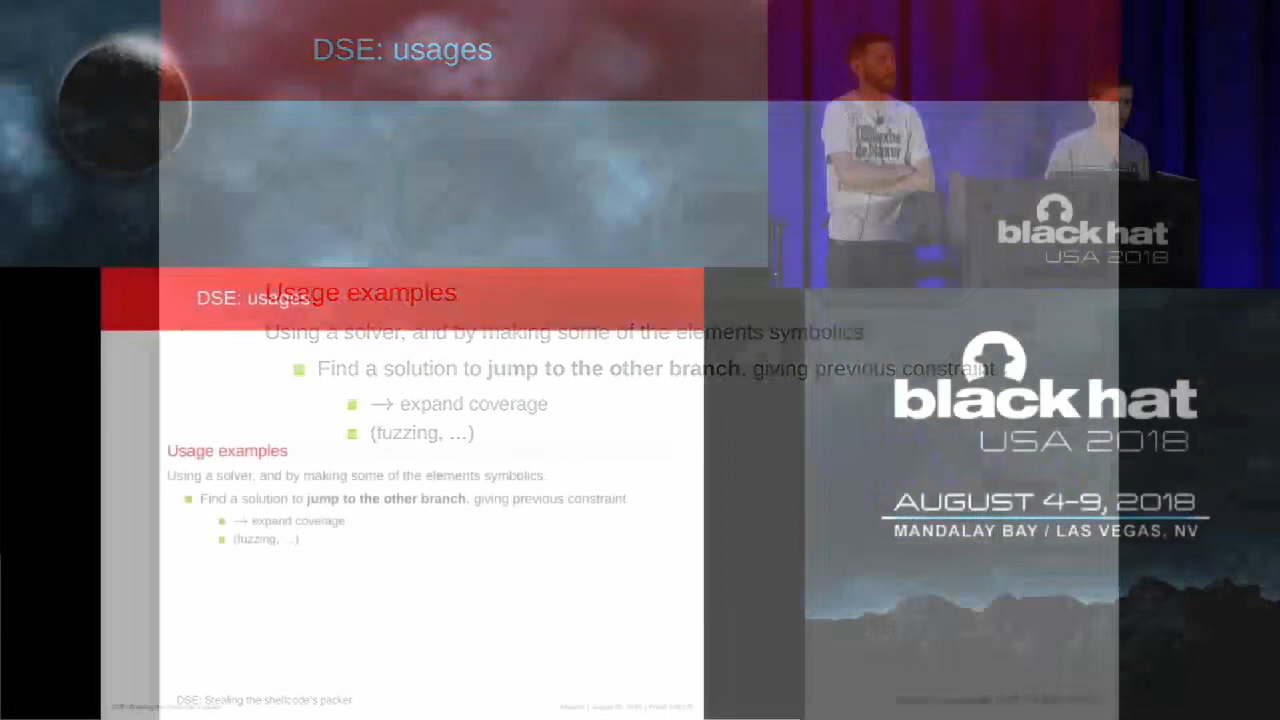 DSE: usages
Usage examples
Using a solver, and by making some of the elements symbolics
Find a solution to jump to the other branch, giving previous constraint
→ expand coverage
(fuzzing, ...)
DSE: usages
Usage examples
Using a solver, and by making some of the elements symbolics.
Find a solution to jump to the other branch, giving previous constraint
→ expand coverage
(fuzzing, ...)
DSE: Stealing the shellcode's packer
black hat
USA 2018
black hat
USA 2018
AUGUST 4-9, 2018
MANDALAY BAY / LAS VEGAS, NV